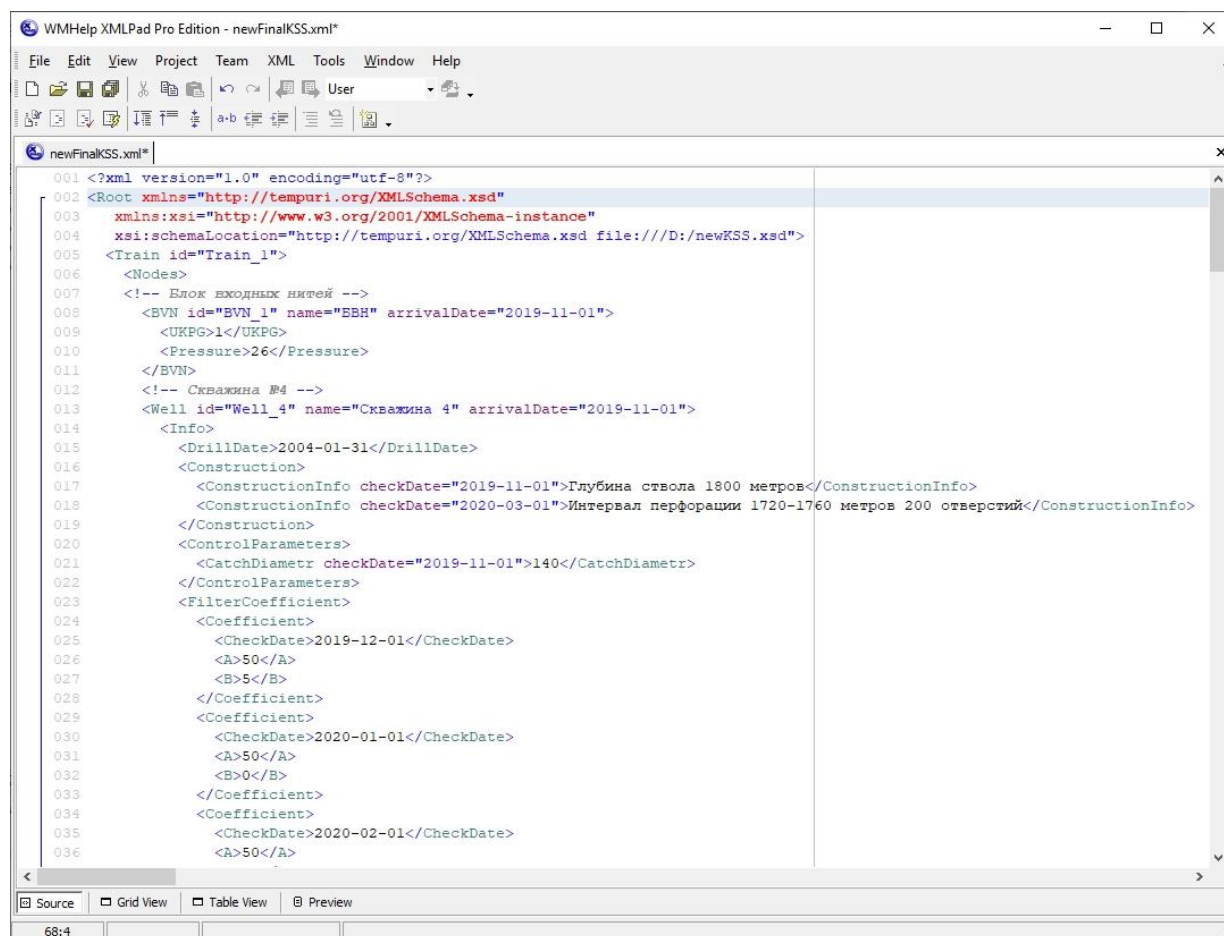 WMHelp XMLPad Pro Edition - newFinalKSS.xml*
File Edit View Project Team XML Tools Window Help
User
a•b
newFinalKSS.xml*
001 <?xml version="1.0" encoding="utf-8"?>
002 <Root xmlns="http://tempuri.org/XMLSchema.xsd"
003 xmlns:xsi="http://www.w3.org/2001/XMLSchema-instance"
004 xsi:schemaLocation="http://tempuri.org/XMLSchema.xsd file:///D:/newKSS.xsd">
005 <Train id="Train_1">
006 <Nodes>
007 <!-- Блок входных нитей -->
008 <BVN id="BVN_1" name="БВН" arrivalDate="2019-11-01">
009 <UKPG>1</UKPG>
010 <Pressure>26</Pressure>
011 </BVN>
012 <!-- Скважина №4 -->
013 <Well id="Well_4" name="Скважина 4" arrivalDate="2019-11-01">
014 <Info>
015 <DrillDate>2004-01-31</DrillDate>
016 <Construction>
017 <ConstructionInfo checkDate="2019-11-01">Глубина ствола 1800 метров</ConstructionInfo>
018 <ConstructionInfo checkDate="2020-03-01">Интервал перфорации 1720-1760 метров 200 отверстий</ConstructionInfo>
019 </Construction>
020 <ControlParameters>
021 <CatchDiametr checkDate="2019-11-01">140</CatchDiametr>
022 </ControlParameters>
023 <FilterCoefficient>
024 <Coefficient>
025 <CheckDate>2019-12-01</CheckDate>
026 <A>50</A>
027 <B>5</B>
028 </Coefficient>
029 <Coefficient>
030 <CheckDate>2020-01-01</CheckDate>
031 <A>50</A>
032 <B>0</B>
033 </Coefficient>
034 <Coefficient>
035 <CheckDate>2020-02-01</CheckDate>
036 <A>50</A>
Source Grid View Table View Preview
68:4